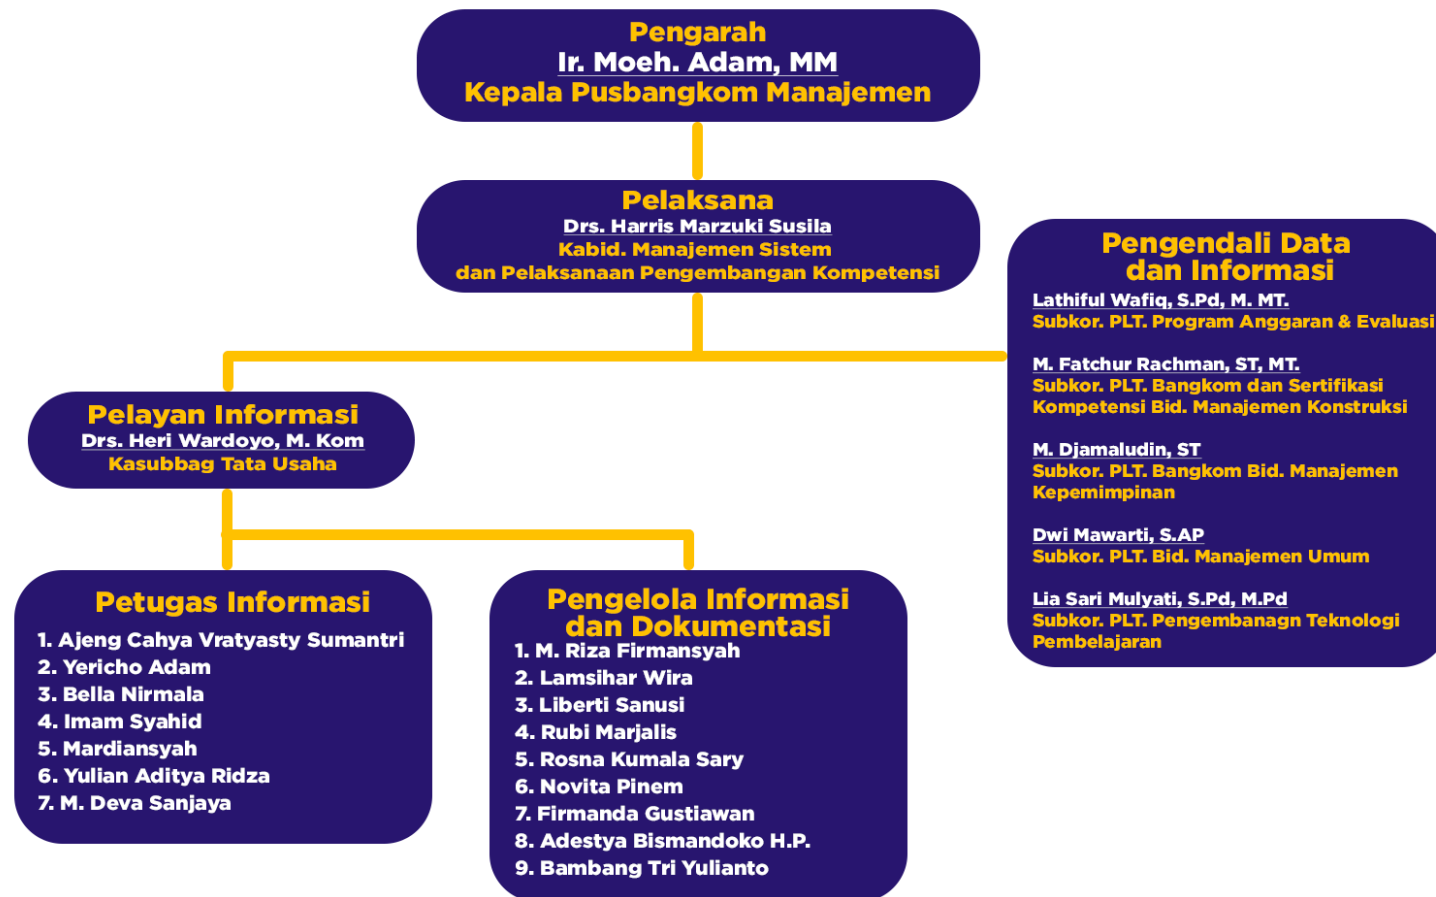 Pengarah
Ir. Moeh. Adam, MM
Kepala Pusbangkom Manajemen
Pelaksana
Drs. Harris Marzuki Susila
Kabid. Manajemen Sistem
dan Pelaksanaan Pengembangan Kompetensi
Pengendali Data
dan Informasi
Lathiful Wafiq, S.Pd, M. MT.
Subkor. PLT. Program Anggaran & Evaluasi
M. Fatchur Rachman, ST, MT.
Subkor. PLT. Bangkom dan Sertifikasi
Kompetensi Bid. Manajemen Konstruksi
M. Djamaludin, ST
Subkor. PLT. Bangkom Bid. Manajemen
Kepemimpinan
Dwi Mawarti, S.AP
Subkor. PLT. Bid. Manajemen Umum
Lia Sari Mulyati, S.Pd, M.Pd
Subkor. PLT. Pengembanagn Teknologi
Pembelajaran
Pelayan Informasi
Drs. Heri Wardoyo, M. Kom
Kasubbag Tata Usaha
Petugas Informasi
1. Ajeng Cahya Vratyasty Sumantri
2. Yericho Adam
3. Bella Nirmala
4. Imam Syahid
5. Mardiansyah
6. Yulian Aditya Ridza
7. M. Deva Sanjaya
Pengelola Informasi
dan Dokumentasi
1. M. Riza Firmansyah
2. Lamsihar Wira
3. Liberti Sanusi
4. Rubi Marjalis
5. Rosna Kumala Sary
6. Novita Pinem
7. Firmanda Gustiawan
8. Adestya Bismandoko H.P.
9. Bambang Tri Yulianto